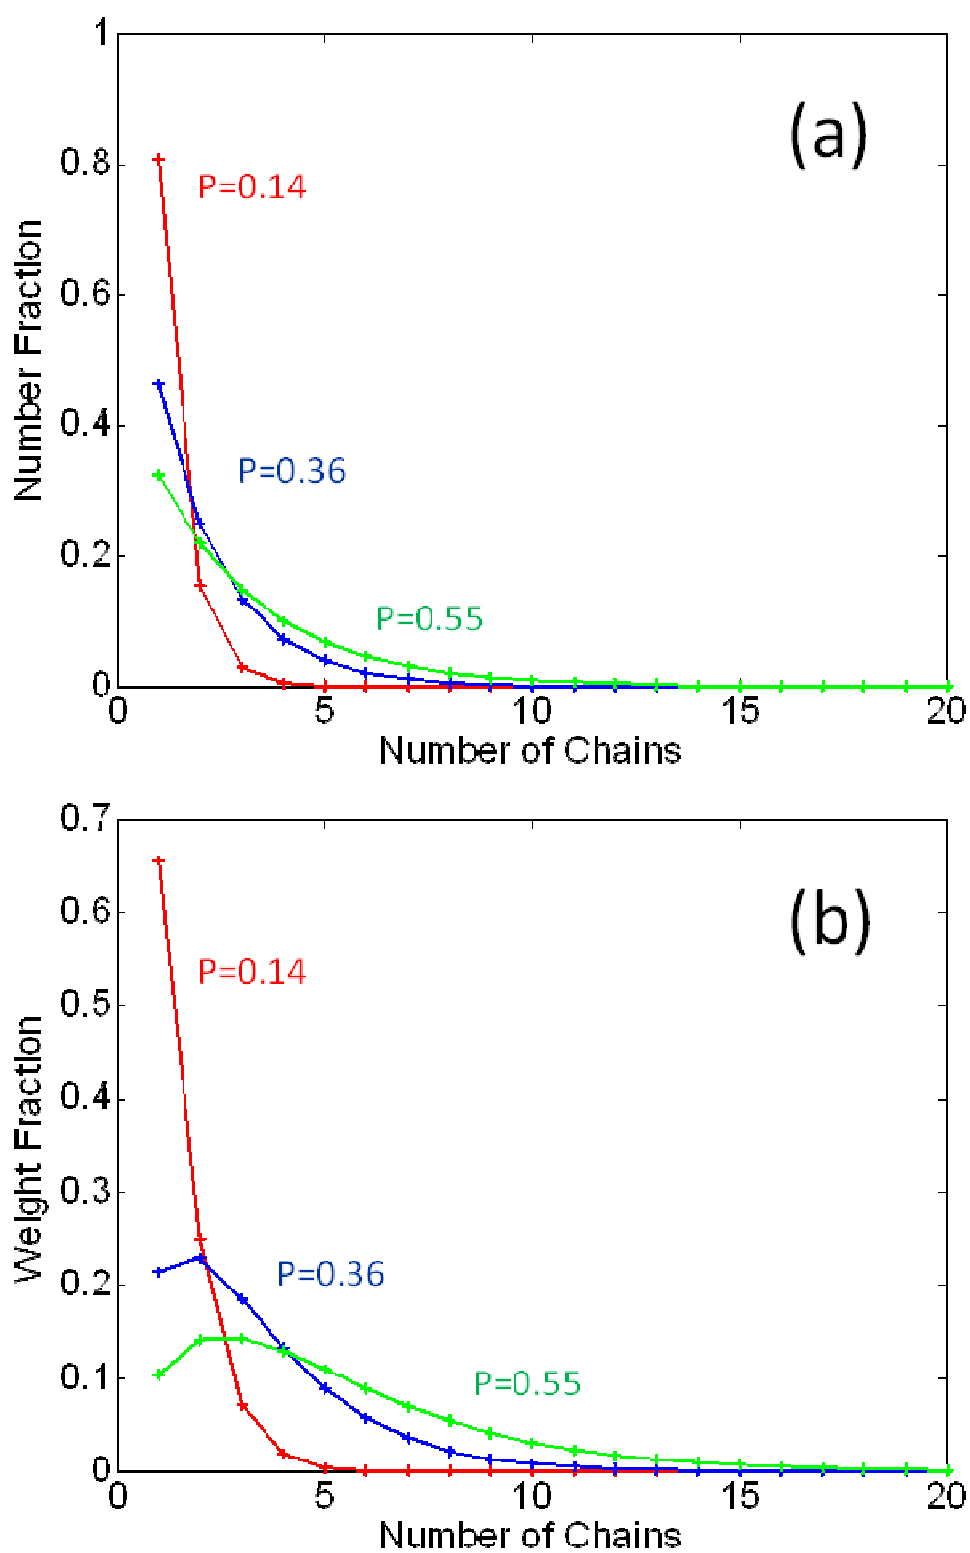 1
(a)
0.8
P=0.14
0.6
Number Fraction
0.4
P=0.36
0.2
P=0.55
0
0 5 10 15 20
Number of Chains
0.7
(b)
0.6
P=0.14
0.5
0.4
Weight Fraction
0.3
P=0.36
0.2
0.1
P=0.55
0
0 5 10 15 20
Number of Chains